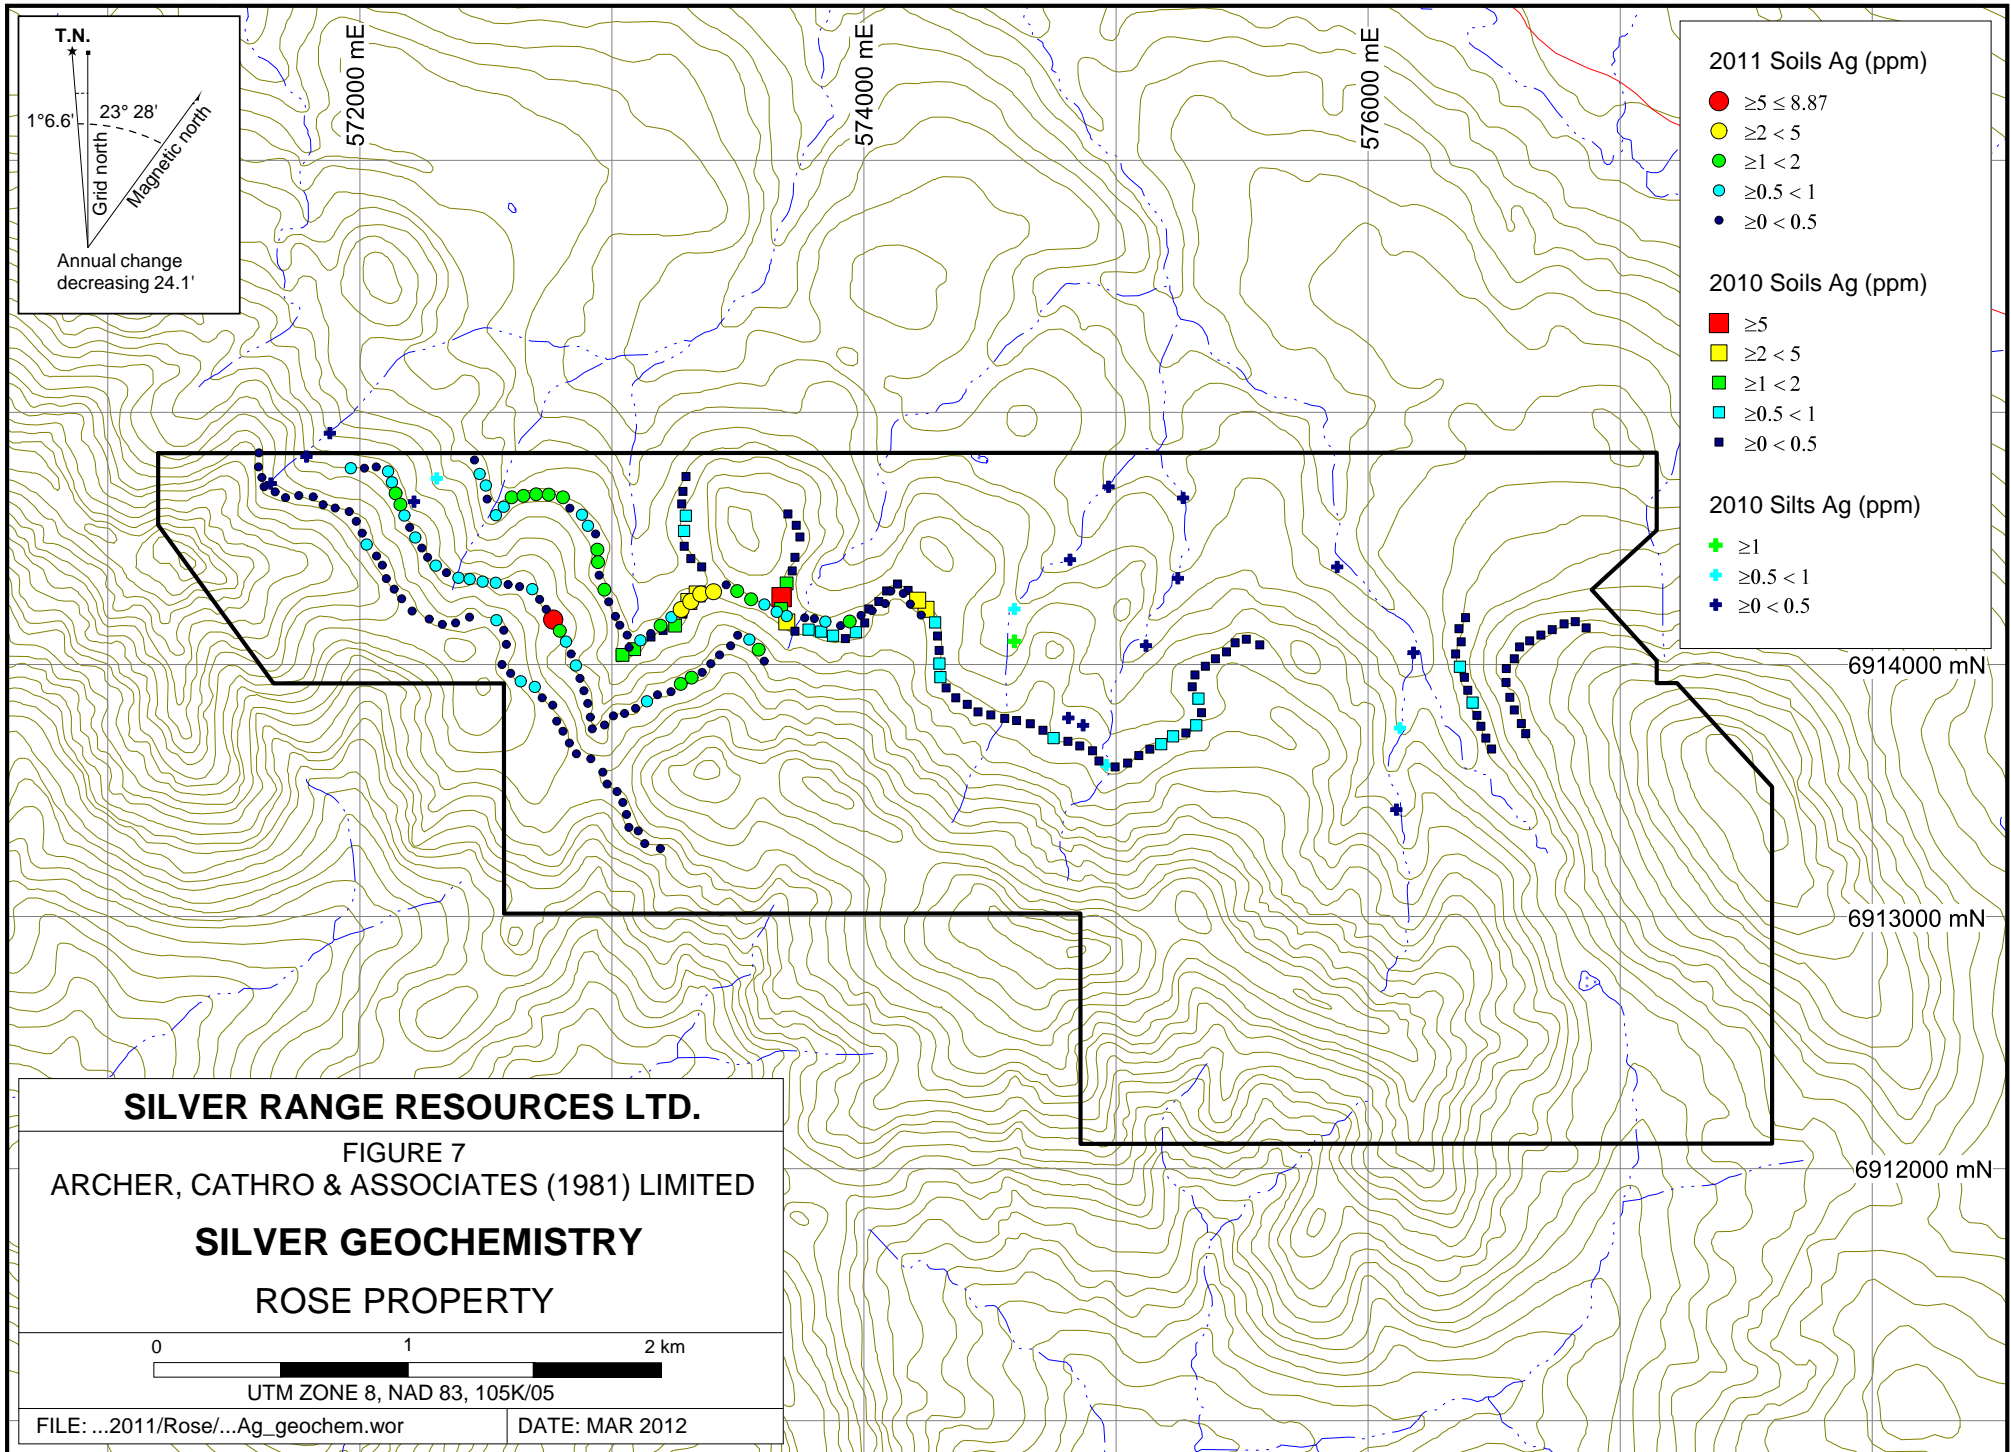 T.N.
1°6.6'
23° 28'
Grid north
Magnetic north
Annual change
decreasing 24.1'
572000 mE
574000 mE
576000 mE
2011 Soils Ag (ppm)
≥5 ≤ 8.87
≥2 < 5
≥1 < 2
≥0.5 < 1
≥0 < 0.5
2010 Soils Ag (ppm)
≥5
≥2 < 5
≥1 < 2
≥0.5 < 1
≥0 < 0.5
2010 Silts Ag (ppm)
≥1
≥0.5 < 1
≥0 < 0.5
6914000 mN
6913000 mN
6912000 mN
SILVER RANGE RESOURCES LTD.
FIGURE 7
ARCHER, CATHRO & ASSOCIATES (1981) LIMITED
SILVER GEOCHEMISTRY
ROSE PROPERTY
0 1 2 km
UTM ZONE 8, NAD 83, 105K/05
FILE: ...2011/Rose/...Ag_geochem.wor
DATE: MAR 2012